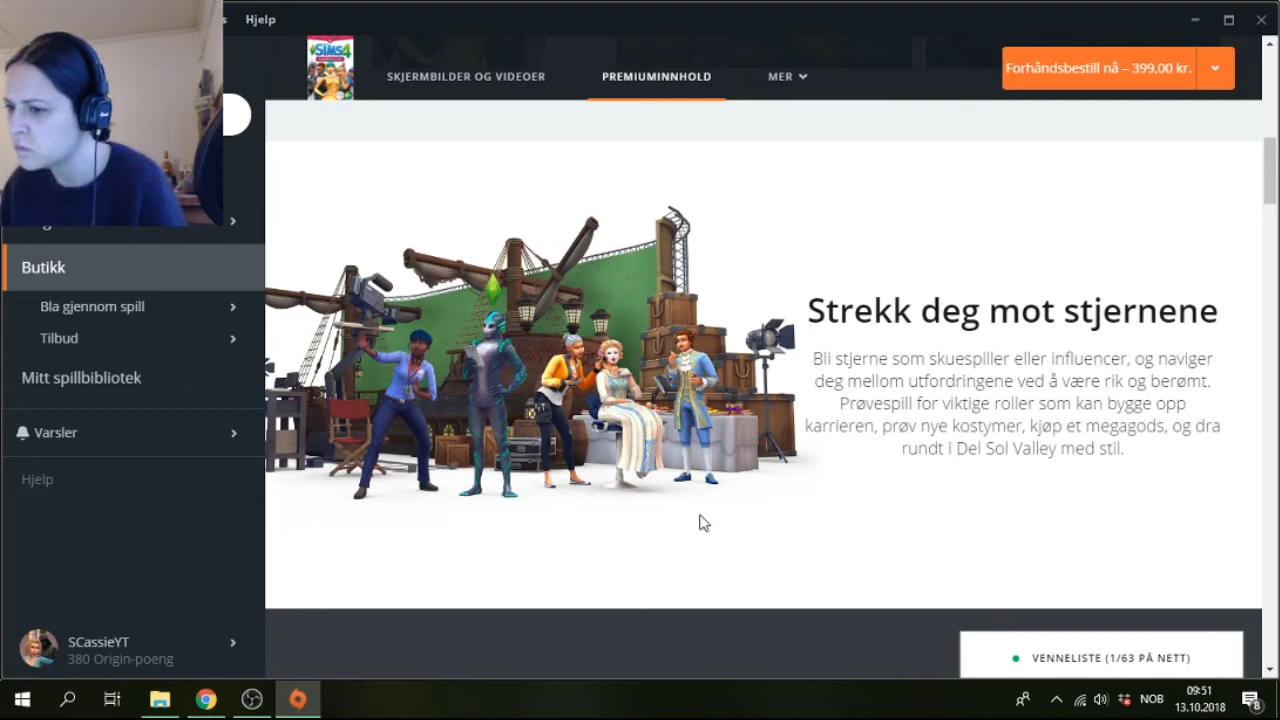 Hjelp
SIMS4
SKJERMBILDER OG VIDEOER
PREMIUMINNHOLD
MER
Forhåndsbestill nå – 399,00 kr.
Butikk
Bla gjennom spill
Tilbud
Mitt spillbibliotek
Varsler
Hjelp
Strekk deg mot stjernene
Bli stjerne som skuespiller eller influencer, og naviger
deg mellom utfordringene ved å være rik og berømt.
Prøvespill for viktige roller som kan bygge opp
karrieren, prøv nye kostymer, kjøp et megagods, og dra
rundt i Del Sol Valley med stil.
SCassieYT
380 Origin-poeng
VENNELISTE (1/63 PÅ NETT)
NOB
09:51
13.10.2018
8